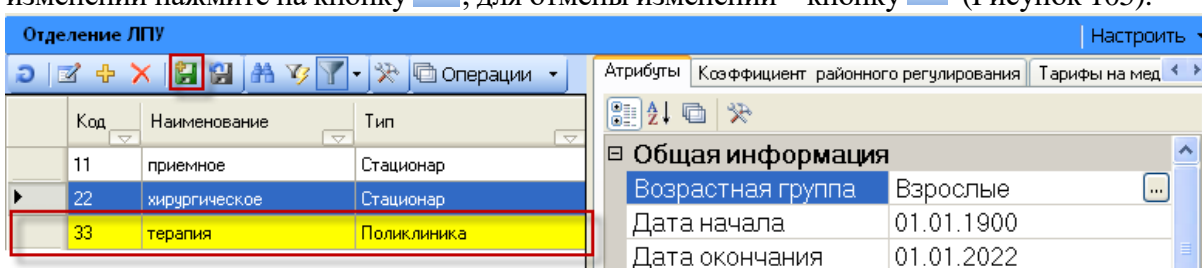 изменений нажмите на кнопку , для отмены изменений – кнопку (Рисунок 165).
Отделение ЛПУ Настроить
Операции
Атрибуты Коэффициент районного регулирования Тарифы на мед
Код Наименование Тип
11 приемное Стационар
22 хирургическое Стационар
33 терапия Поликлиника
Общая информация
Возрастная группа Взрослые ...
Дата начала 01.01.1900
Дата окончания 01.01.2022